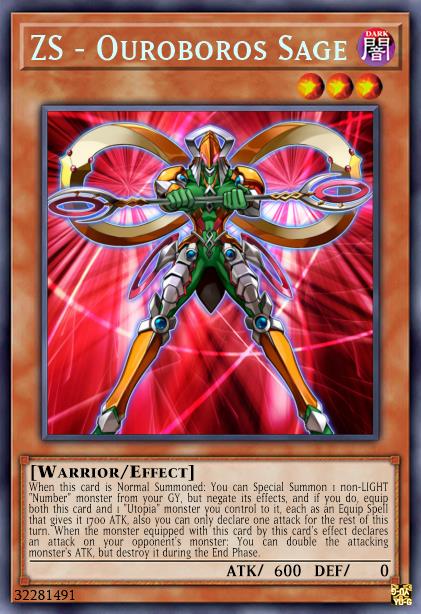 ZS - Ouroboros Sage
DARK
闇
[Warrior/Effect]
When this card is Normal Summoned: You can Special Summon 1 non-LIGHT
"Number" monster from your GY, but negate its effects, and if you do, equip
both this card and 1 "Utopia" monster you control to it, each as an Equip Spell
that gives it 1700 ATK, also you can only declare one attack for the rest of this
turn. When the monster equipped with this card by this card's effect declares
an attack on your opponent's monster: You can double the attacking
monster's ATK, but destroy it during the End Phase.
ATK/ 600 DEF/ 0
32281491